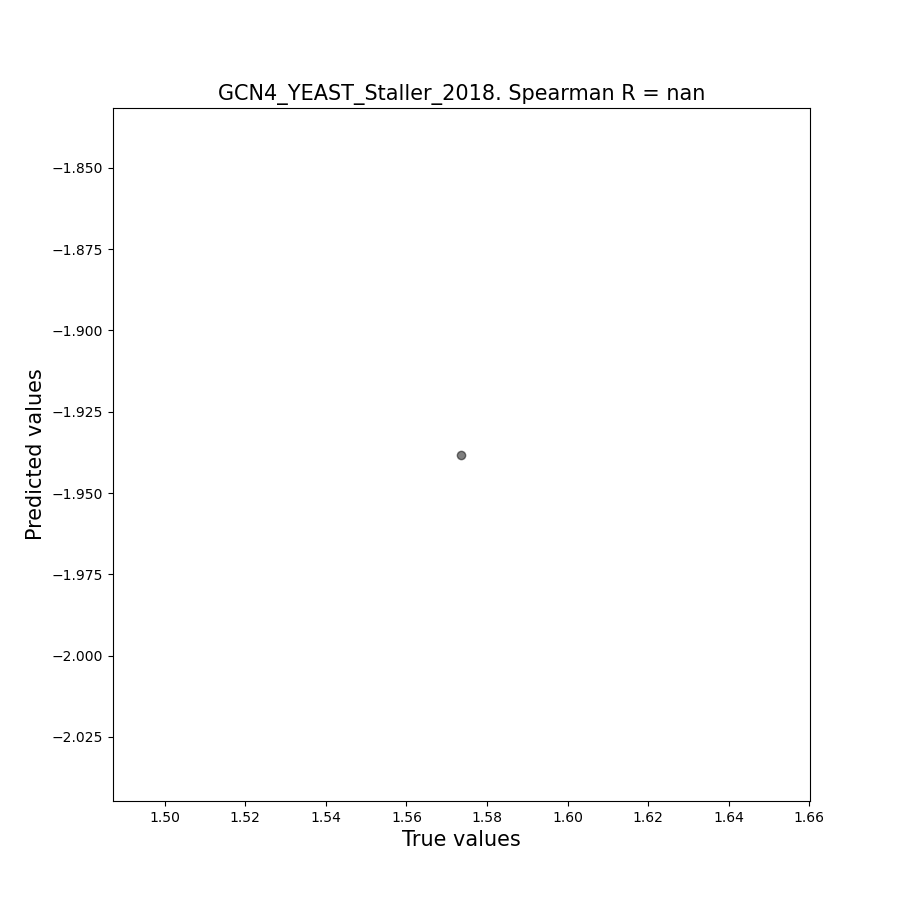 GCN4_YEAST_Staller_2018. Spearman R = nan
−1.850
−1.875
−1.900
−1.925
−1.950
−1.975
−2.000
−2.025
Predicted values
1.50 1.52 1.54 1.56 1.58 1.60 1.62 1.64 1.66
True values